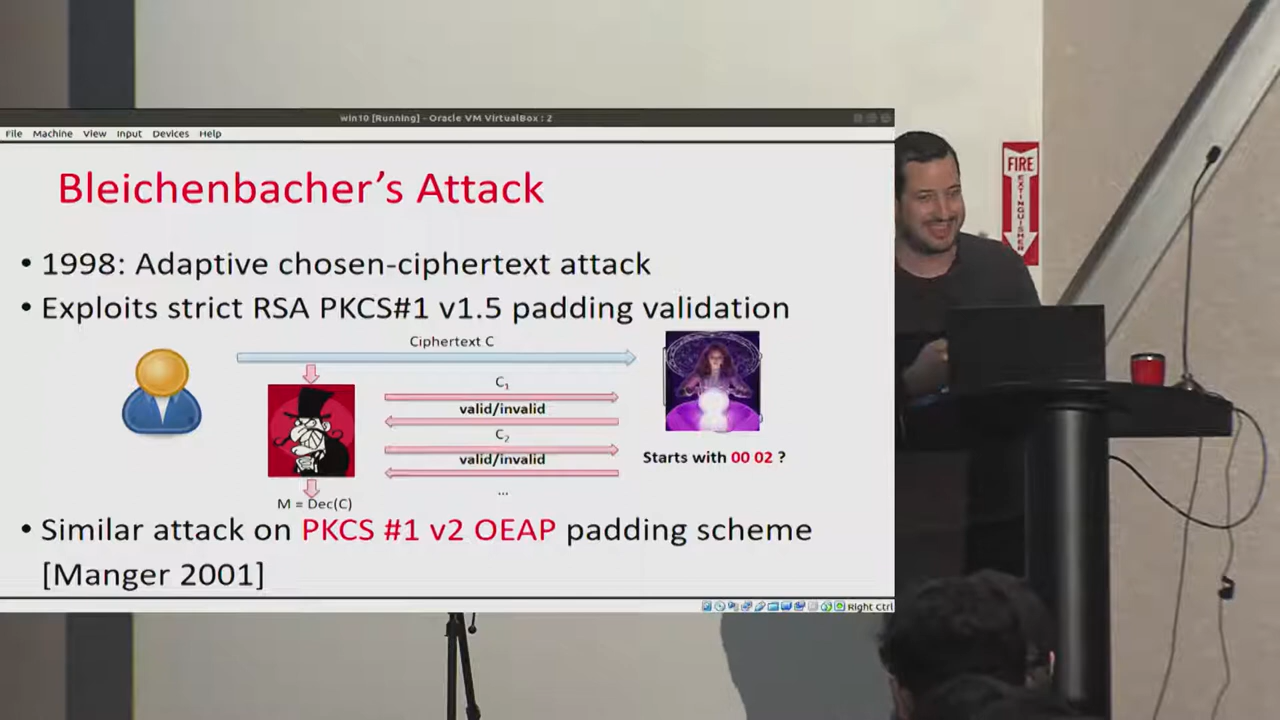 win10 [Running] - Oracle VM VirtualBox : 2
File Machine View Input Devices Help
Bleichenbacher’s Attack
• 1998: Adaptive chosen-ciphertext attack
• Exploits strict RSA PKCS#1 v1.5 padding validation
Ciphertext C
C1
valid/invalid
C2
valid/invalid
...
Starts with 00 02 ?
M = Dec(C)
• Similar attack on PKCS #1 v2 OEAP padding scheme
[Manger 2001]
Right Ctrl
FIRE
EXTINGUISHER